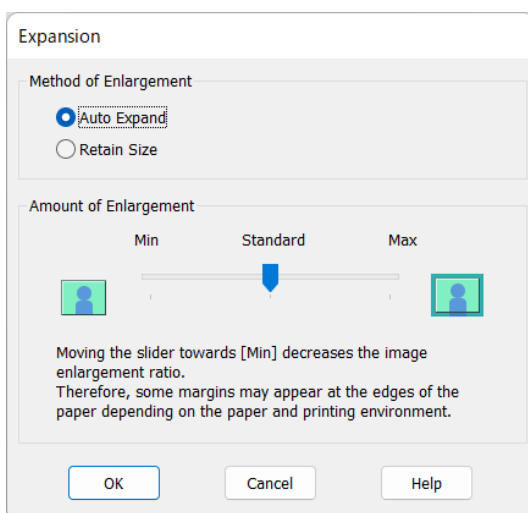 Expansion
Method of Enlargement
Auto Expand
Retain Size
Amount of Enlargement
Min Standard Max
Moving the slider towards [Min] decreases the image
enlargement ratio.
Therefore, some margins may appear at the edges of the
paper depending on the paper and printing environment.
OK Cancel Help